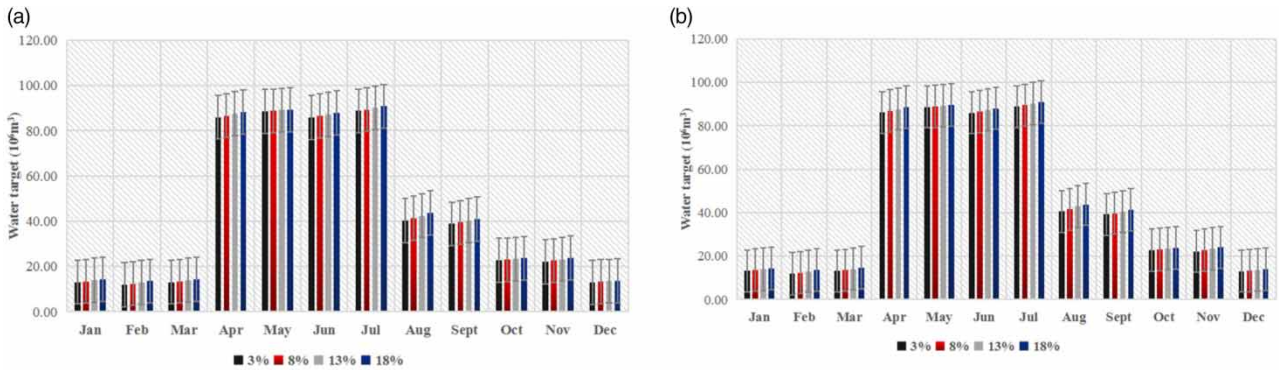 (a)
120.00
100.00
80.00
60.00
40.00
20.00
0.00
Water target (10⁶m³)
Jan Feb Mar Apr May Jun Jul Aug Sept Oct Nov Dec
3% 8% 13% 18%
(b)
120.00
100.00
80.00
60.00
40.00
20.00
0.00
Water target (10⁶m³)
Jan Feb Mar Apr May Jun Jul Aug Sept Oct Nov Dec
3% 8% 13% 18%